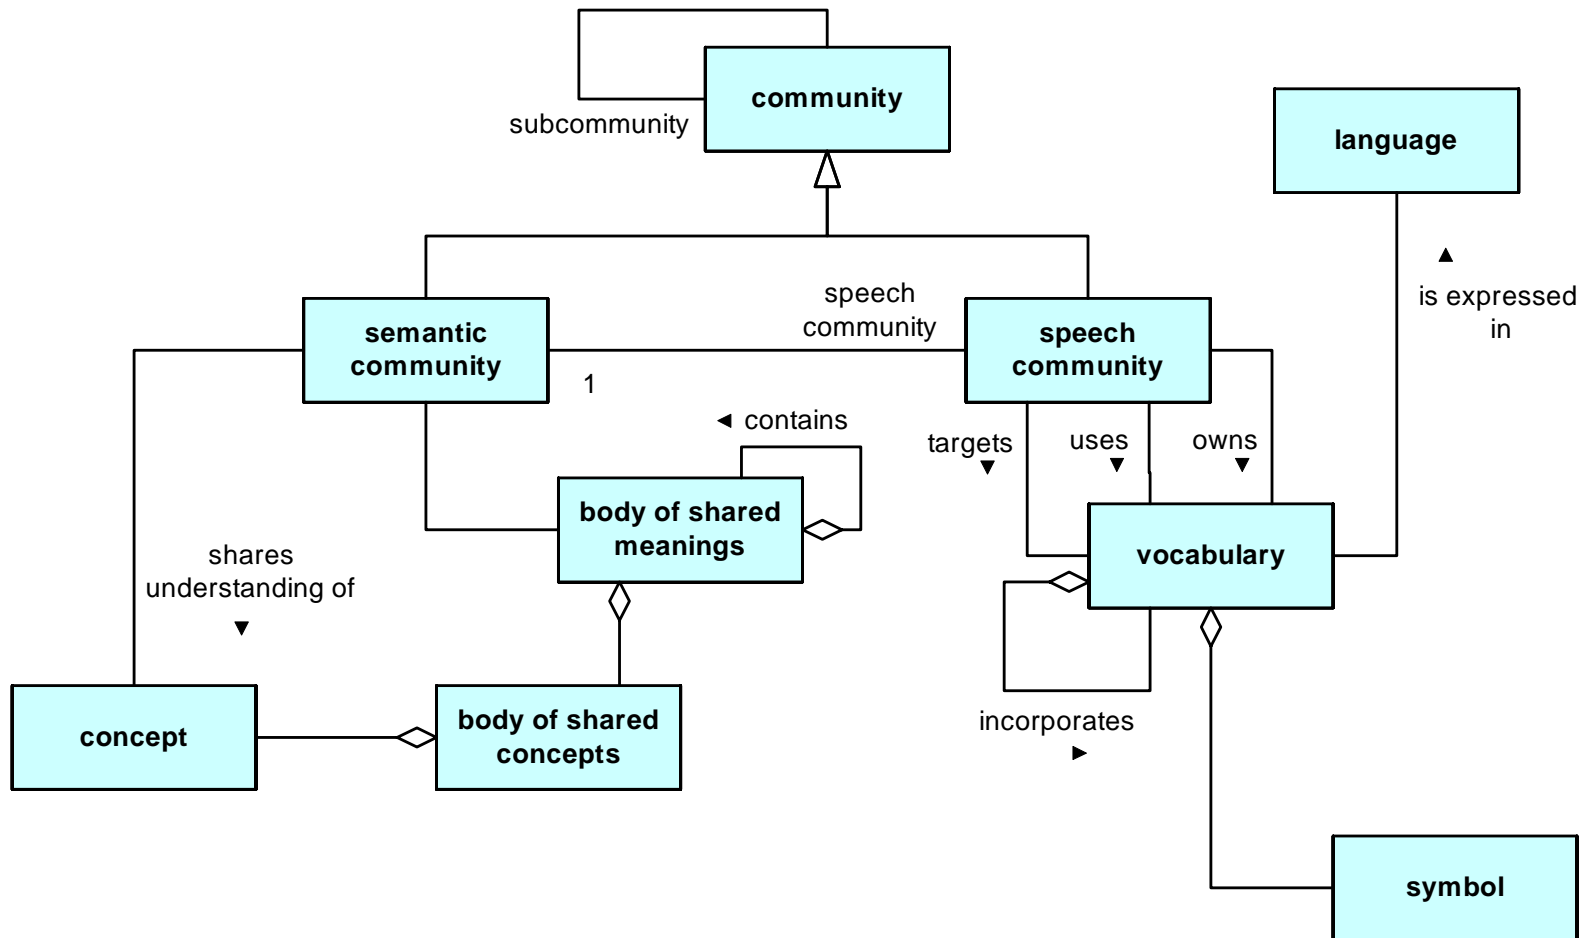 community
subcommunity
language
is expressed
in
semantic
community
speech
community
speech
community
1
contains
targets
uses
owns
body of shared
meanings
vocabulary
shares
understanding of
concept
body of shared
concepts
incorporates
symbol